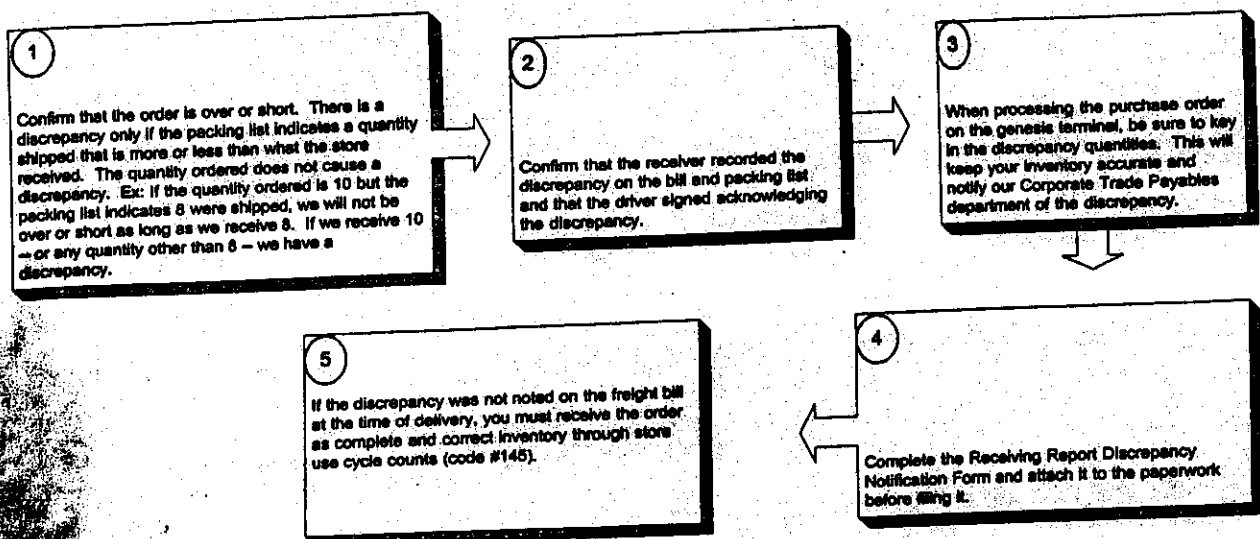 1
Confirm that the order is over or short. There is a
discrepancy only if the packing list indicates a quantity
shipped that is more or less than what the store
received. The quantity ordered does not cause a
discrepancy. Ex: If the quantity ordered is 10 but the
packing list indicates 8 were shipped, we will not be
over or short as long as we receive 8. If we receive 10
– or any quantity other than 8 – we have a
discrepancy.
2
Confirm that the receiver recorded the
discrepancy on the bill and packing list
and that the driver signed acknowledging
the discrepancy.
3
When processing the purchase order
on the genesis terminal, be sure to key
in the discrepancy quantities. This will
keep your inventory accurate and
notify our Corporate Trade Payables
department of the discrepancy.
4
Complete the Receiving Report Discrepancy
Notification Form and attach it to the paperwork
before filing it.
5
If the discrepancy was not noted on the freight bill
at the time of delivery, you must receive the order
as complete and correct inventory through store
use cycle counts (code #145).